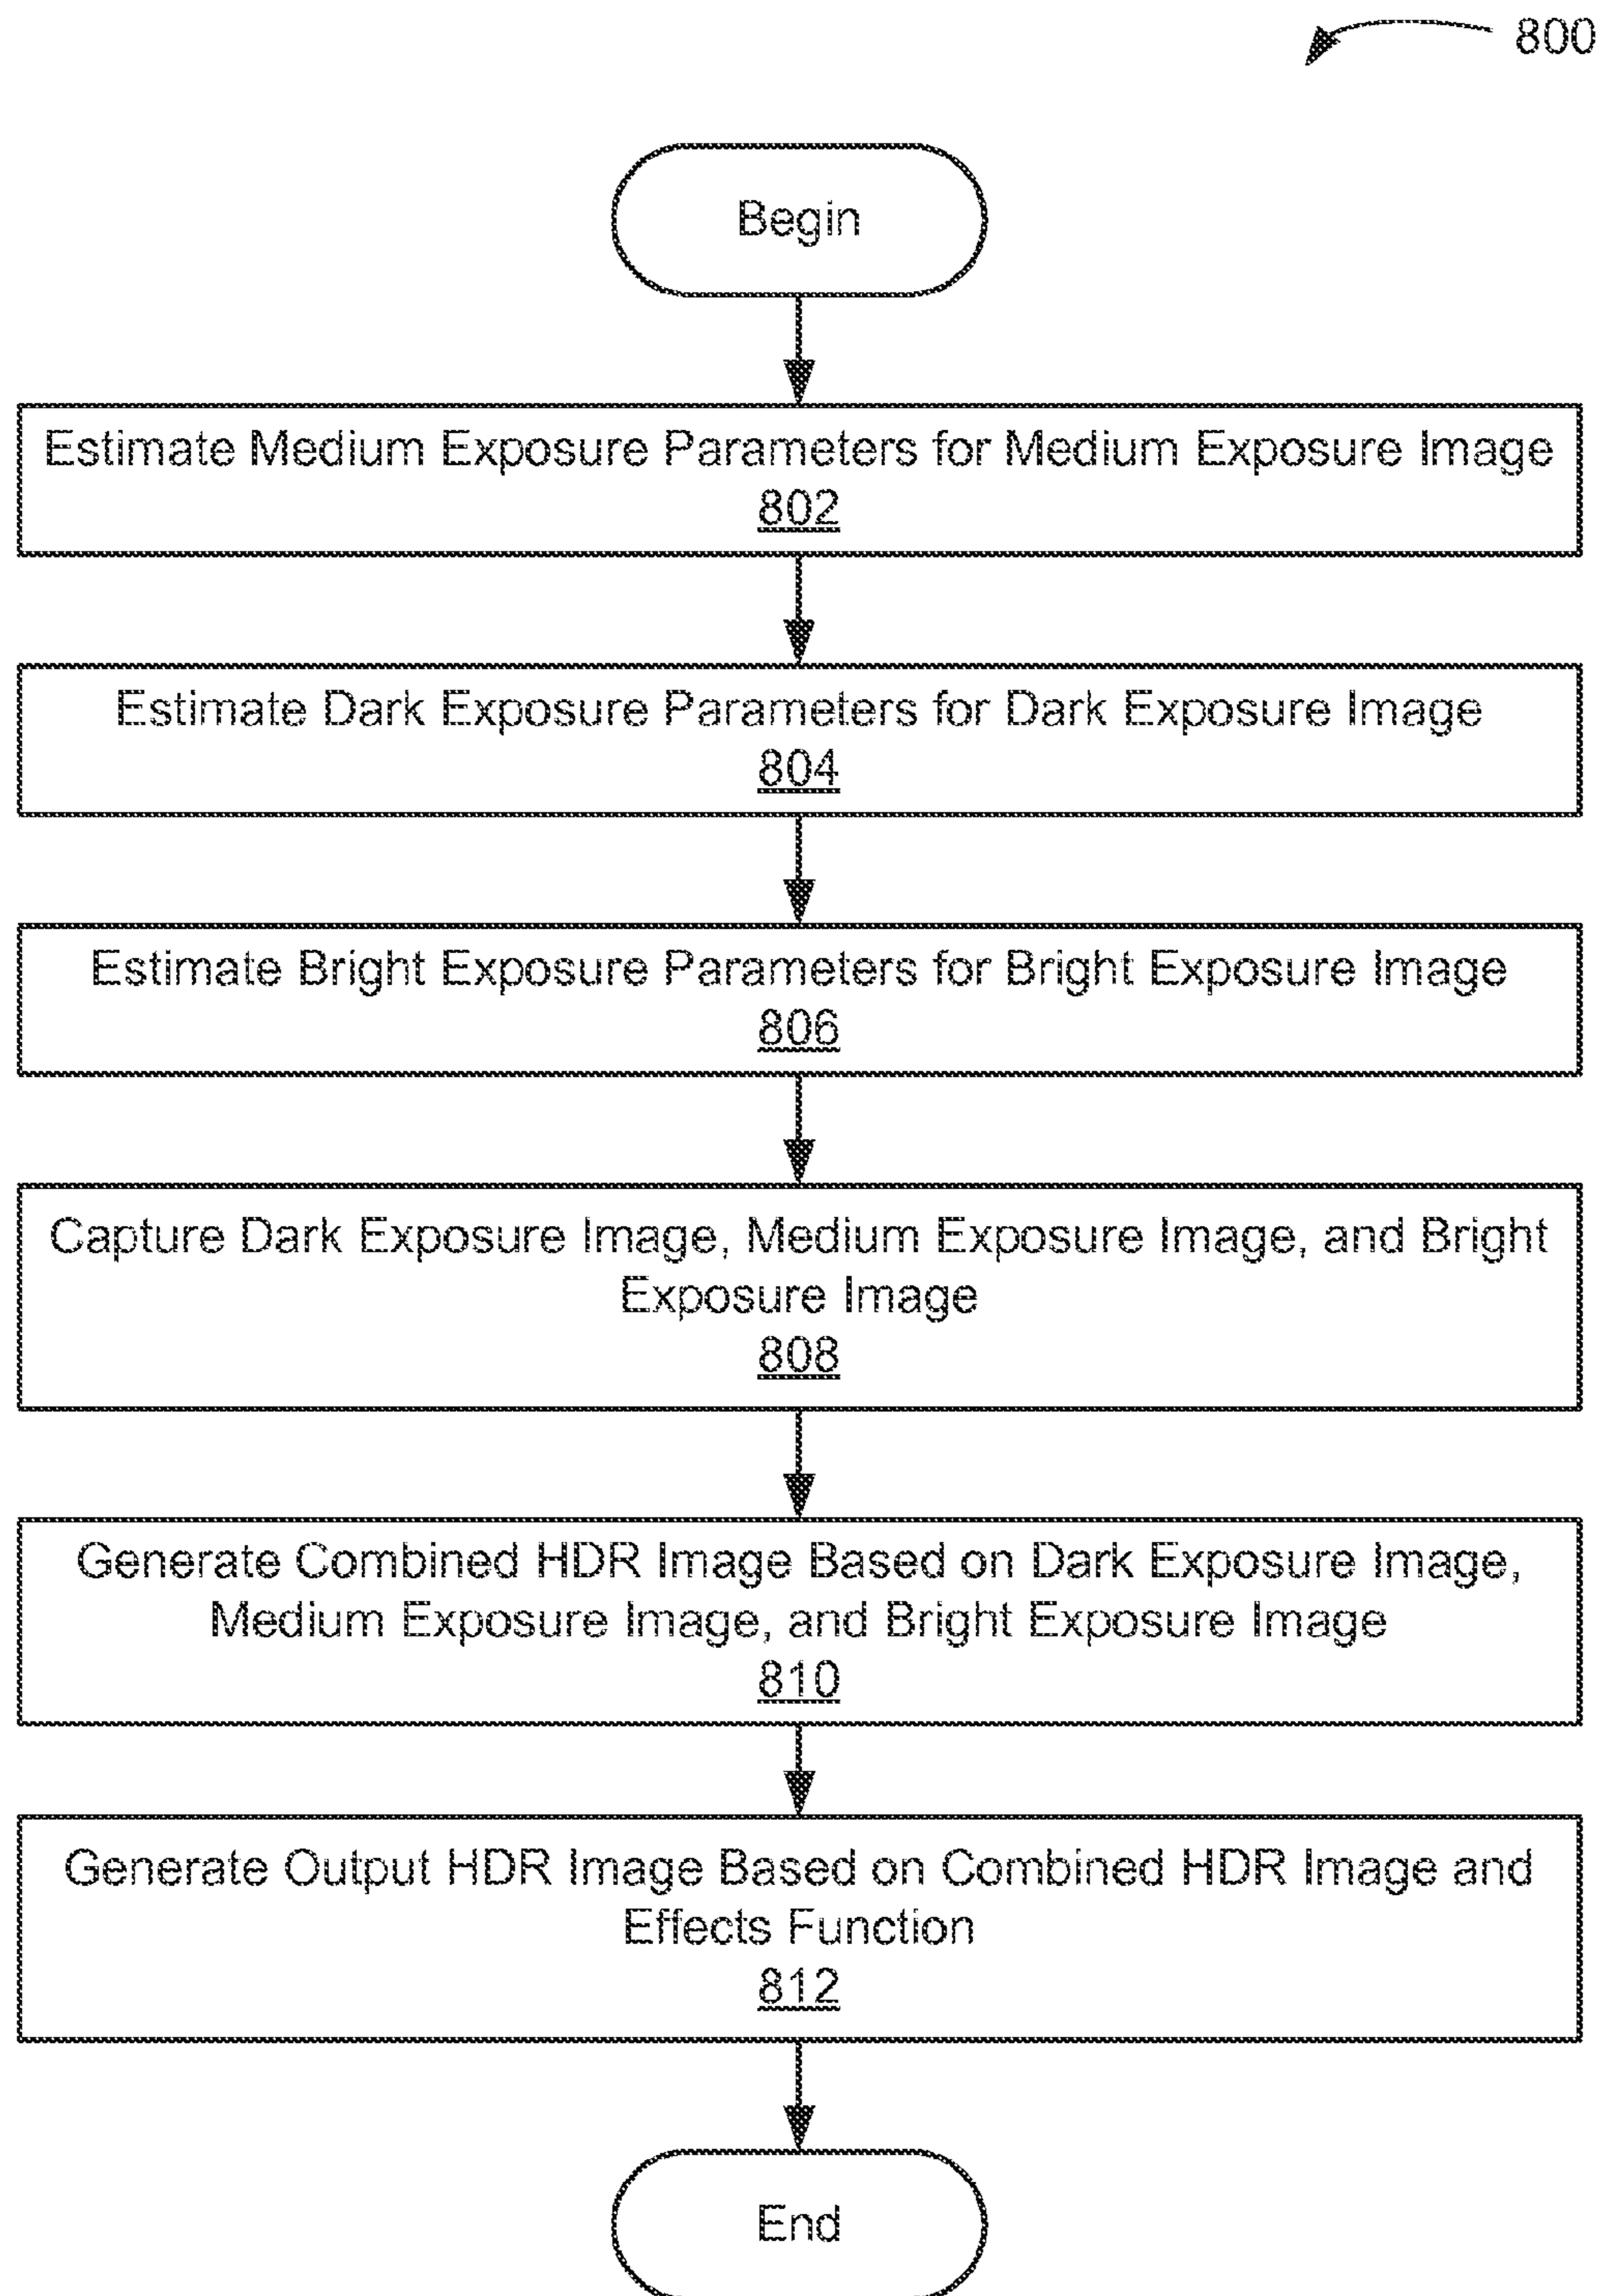 800
Begin
Estimate Medium Exposure Parameters for Medium Exposure Image
802
Estimate Dark Exposure Parameters for Dark Exposure Image
804
Estimate Bright Exposure Parameters for Bright Exposure Image
806
Capture Dark Exposure Image, Medium Exposure Image, and Bright
Exposure Image
808
Generate Combined HDR Image Based on Dark Exposure Image,
Medium Exposure Image, and Bright Exposure Image
810
Generate Output HDR Image Based on Combined HDR Image and
Effects Function
812
End